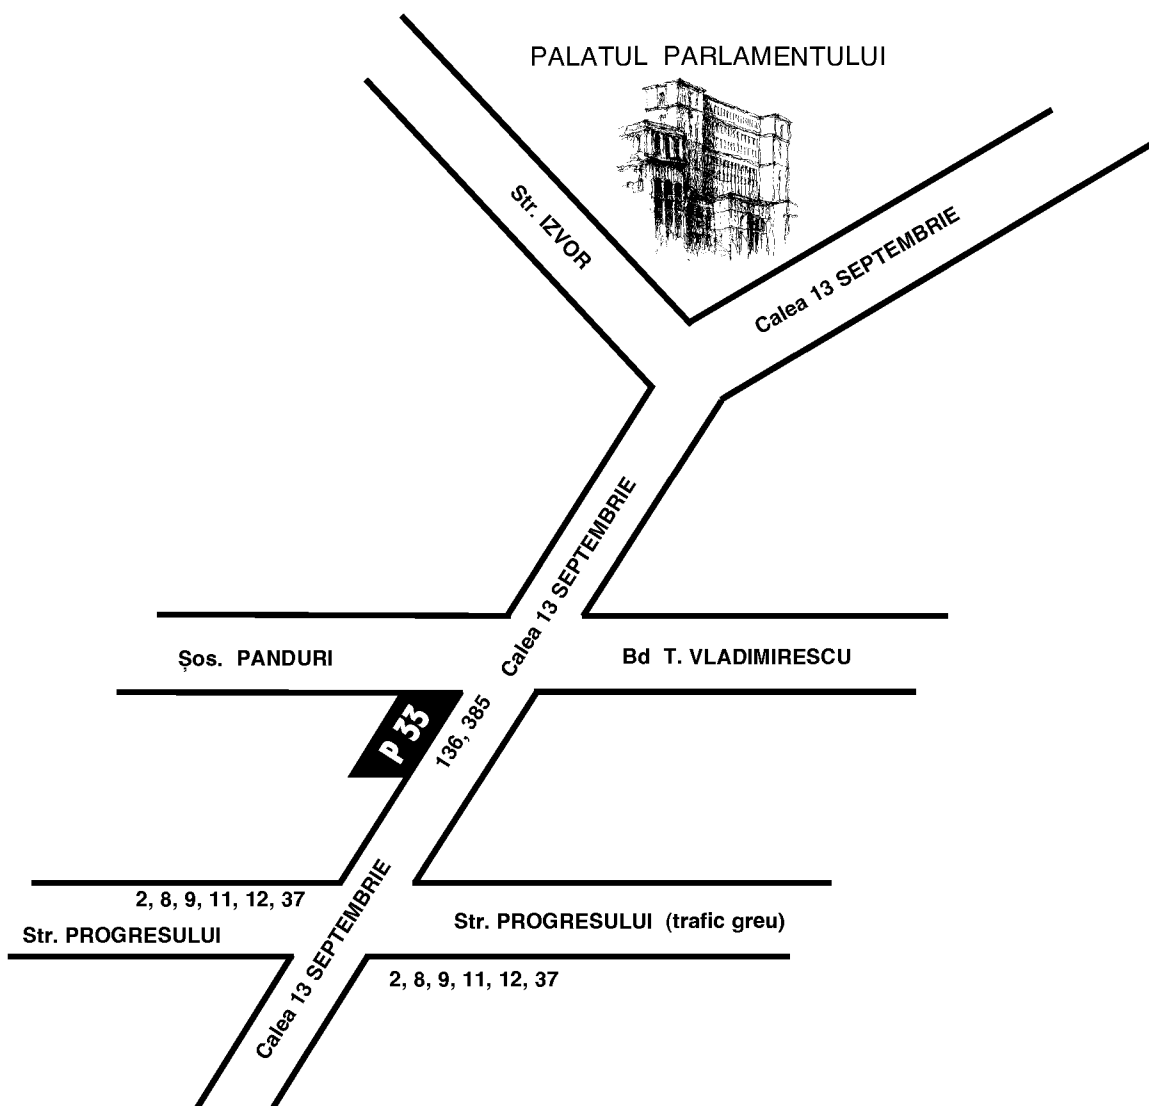 PALATUL PARLAMENTULUI
Str. IZVOR
Calea 13 SEPTEMBRIE
Calea 13 SEPTEMBRIE
Șos. PANDURI
Bd T. VLADIMIRESCU
P 33
136, 385
2, 8, 9, 11, 12, 37
Str. PROGRESULUI
Str. PROGRESULUI (trafic greu)
Calea 13 SEPTEMBRIE
2, 8, 9, 11, 12, 37